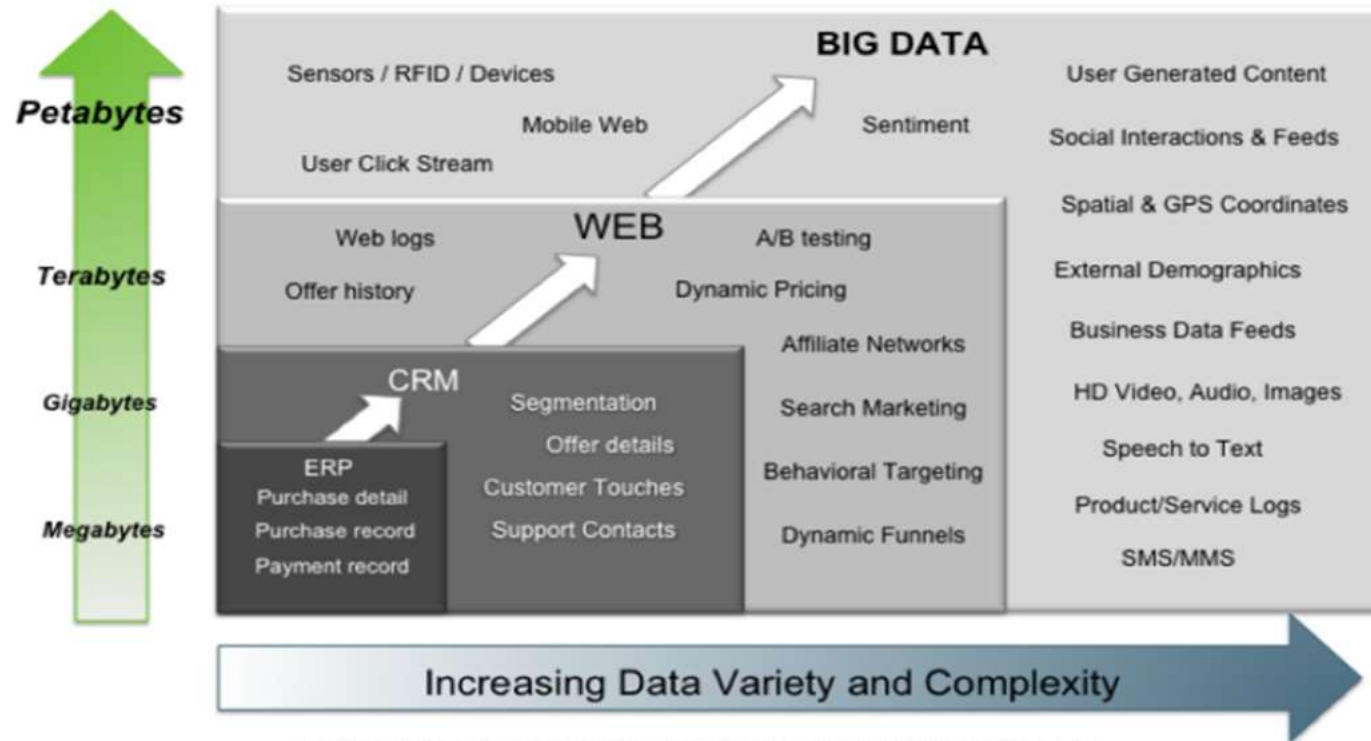 BIG DATA
Sensors / RFID / Devices
User Generated Content
Petabytes
Mobile Web
Sentiment
Social Interactions & Feeds
User Click Stream
Spatial & GPS Coordinates
WEB
Web logs
A/B testing
Terabytes
External Demographics
Offer history
Dynamic Pricing
Business Data Feeds
Affiliate Networks
CRM
HD Video, Audio, Images
Gigabytes
Segmentation
Search Marketing
Offer details
Speech to Text
ERP
Behavioral Targeting
Purchase detail
Customer Touches
Product/Service Logs
Megabytes
Purchase record
Support Contacts
Dynamic Funnels
SMS/MMS
Payment record
Increasing Data Variety and Complexity